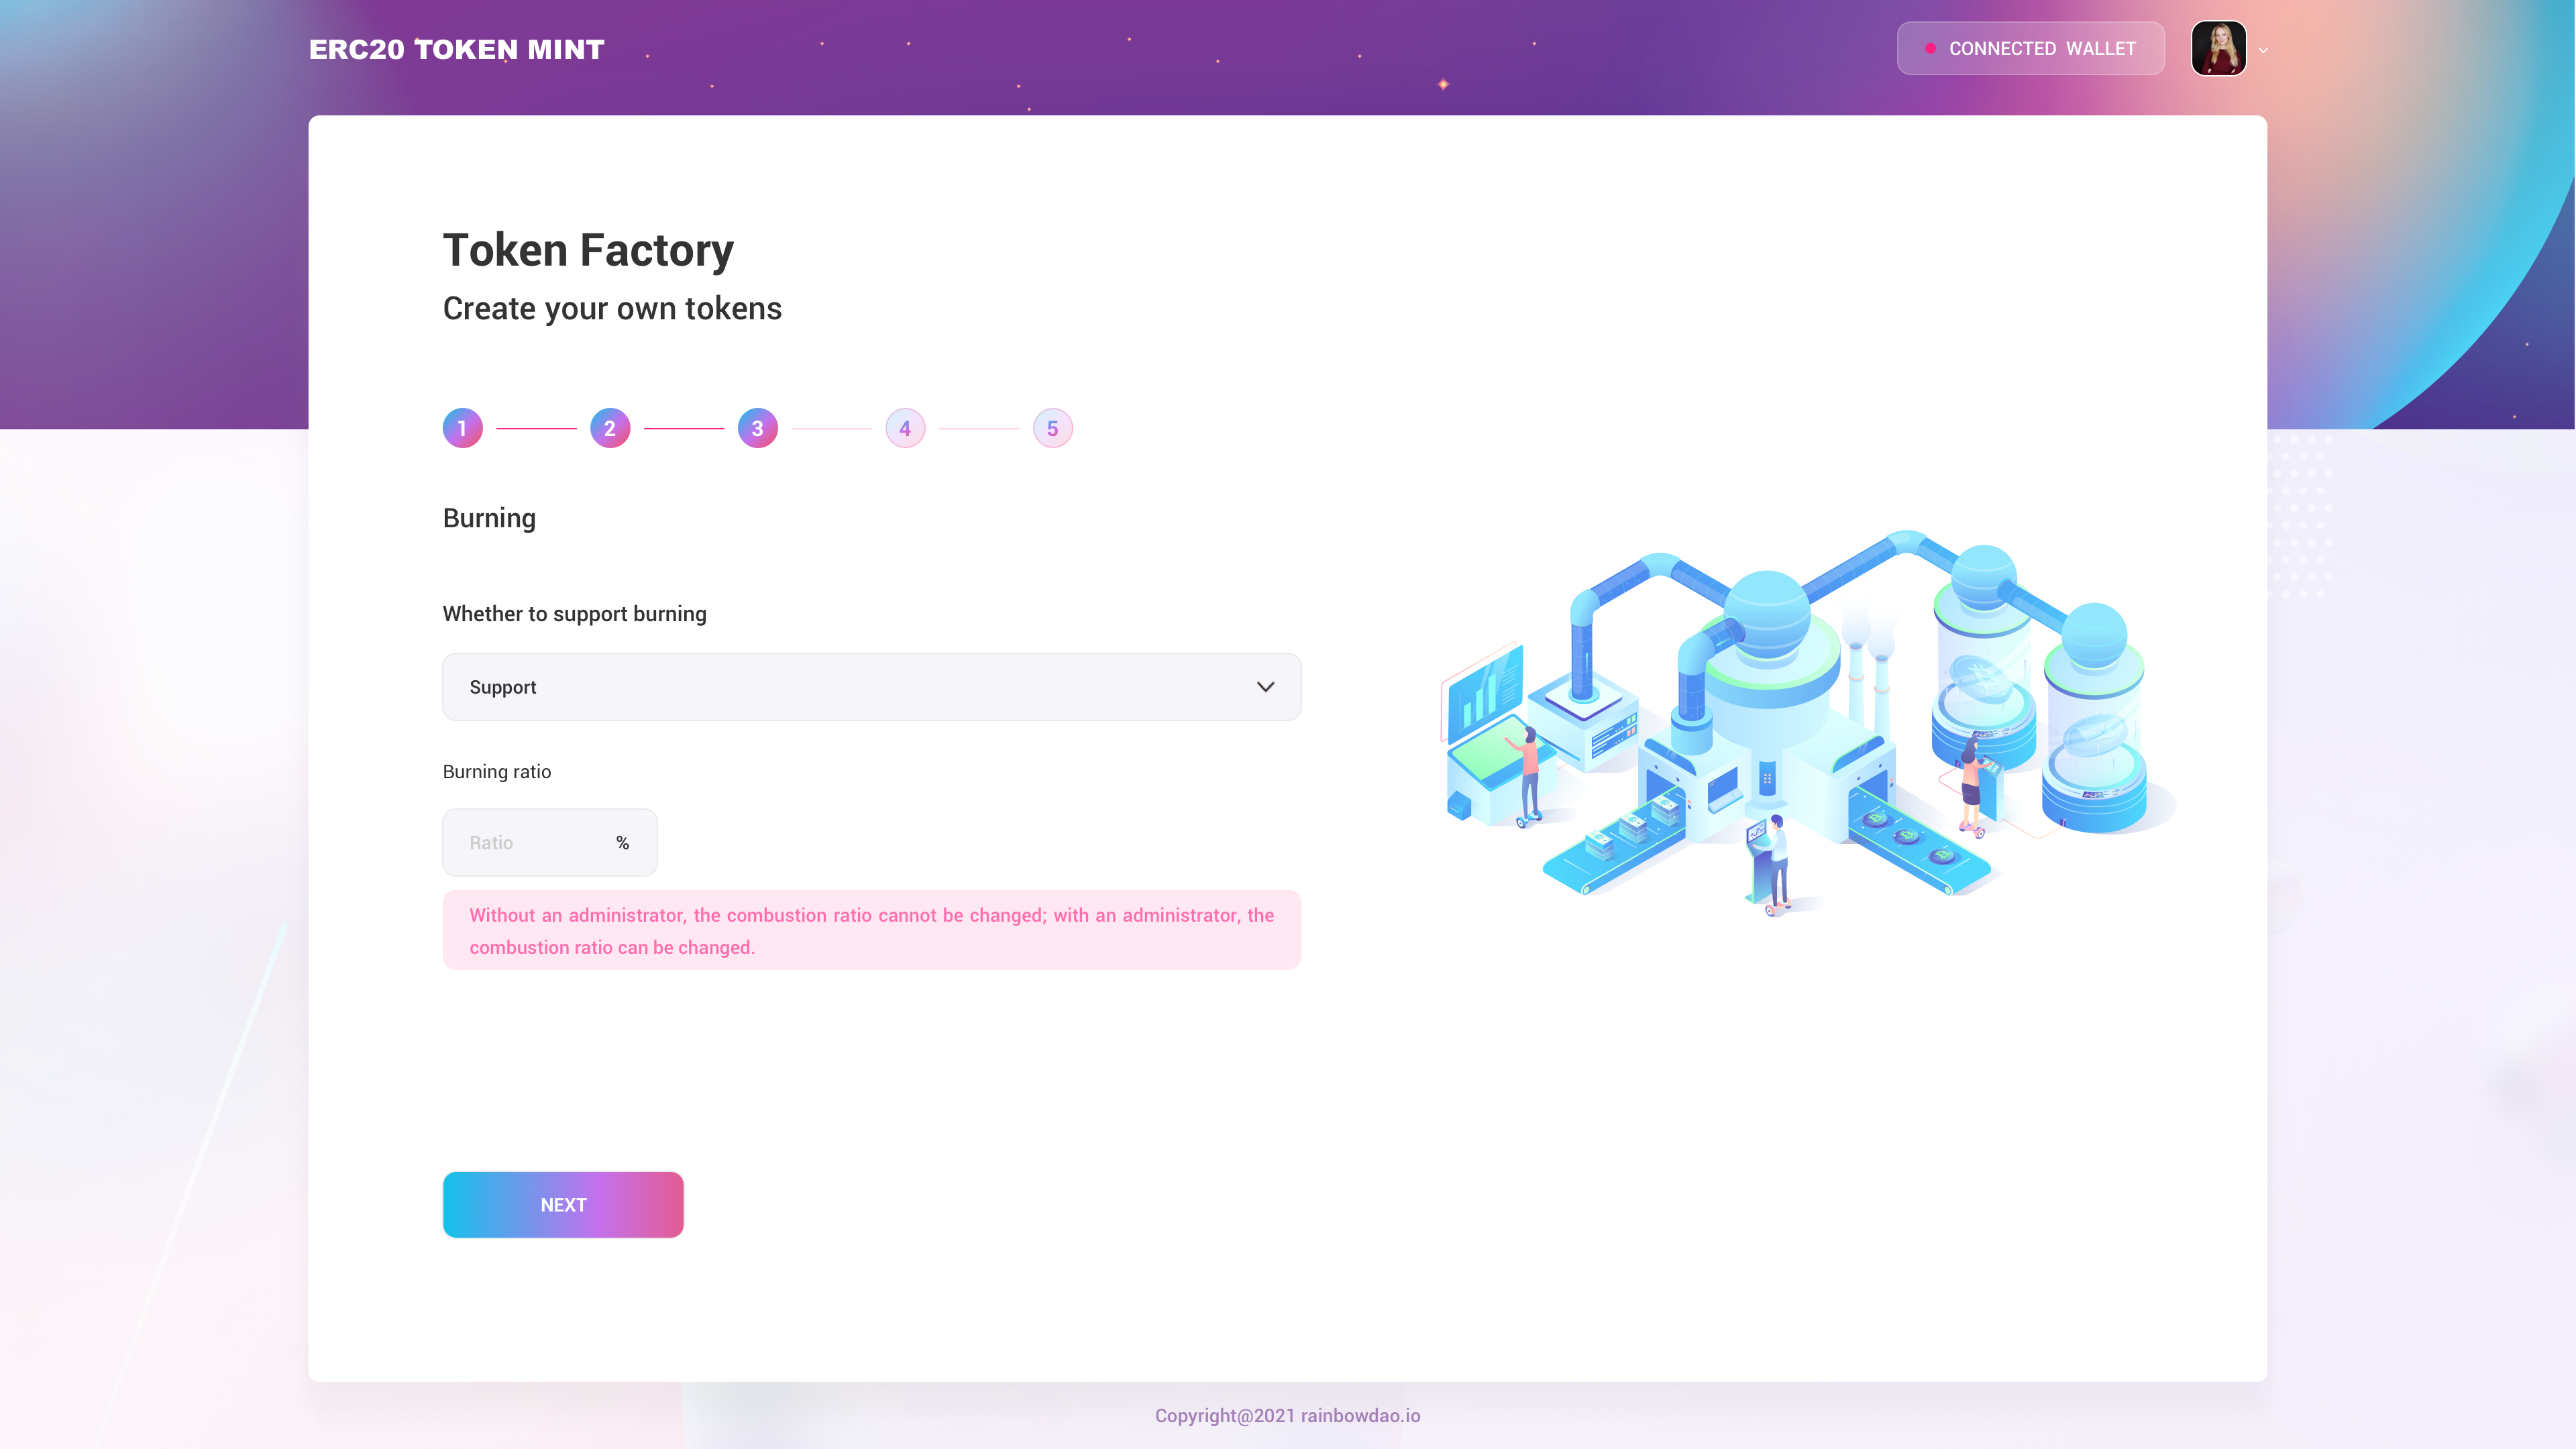 ERC20 TOKEN MINT
CONNECTED WALLET
Token Factory
Create your own tokens
1
2
3
4
5
Burning
Whether to support burning
Support
Burning ratio
Ratio %
Without an administrator, the combustion ratio cannot be changed; with an administrator, the
combustion ratio can be changed.
NEXT
Copyright@2021 rainbowdao.io